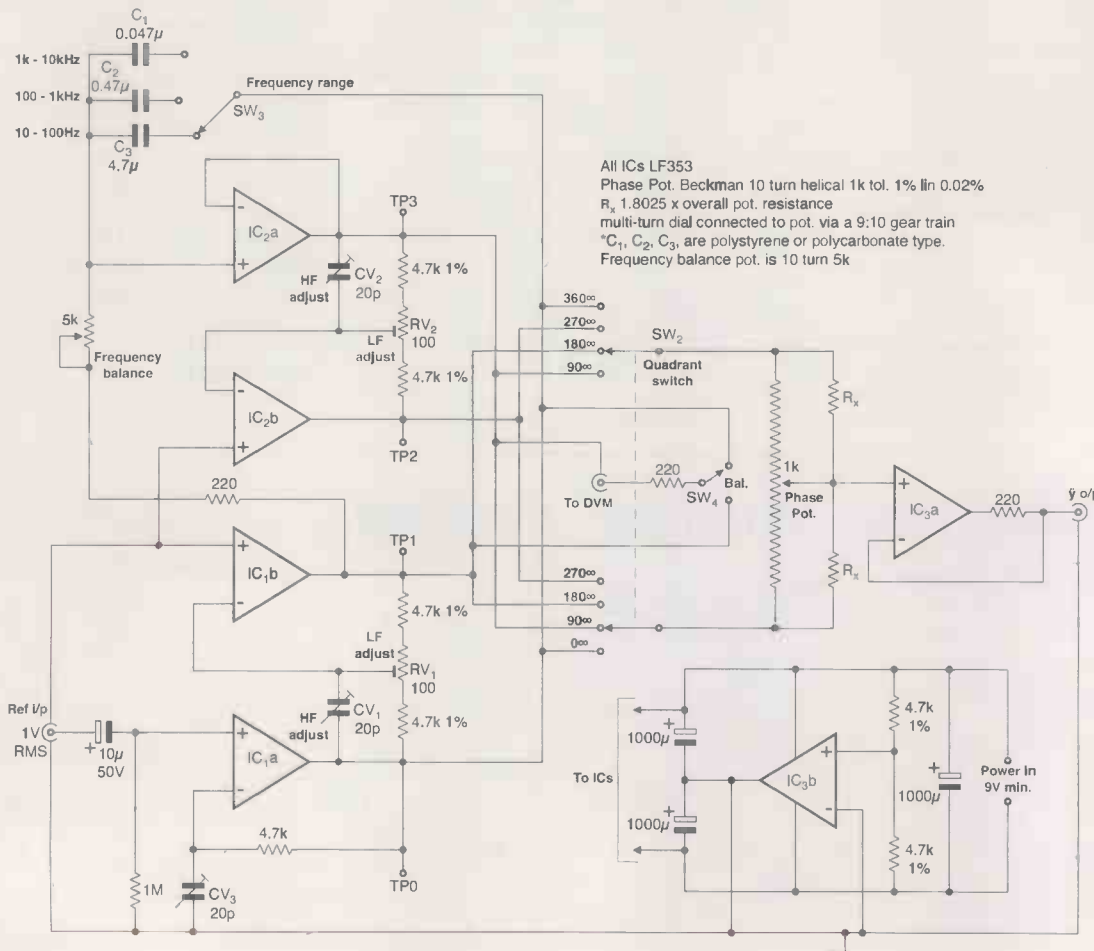 C₁
0.047µ
1k - 10kHz
C₂
0.47µ
100 - 1kHz
Frequency range
SW₃
10 - 100Hz
C₃
4.7µ
All ICs LF353
Phase Pot. Beckman 10 turn helical 1k tol. 1% lin 0.02%
Rₓ 1.8025 x overall pot. resistance
multi-turn dial connected to pot. via a 9:10 gear train
*C₁, C₂, C₃, are polystyrene or polycarbonate type.
Frequency balance pot. is 10 turn 5k
TP3
IC₂a
4.7k 1%
HF
adjust
CV₂
20p
RV₂
100
LF
adjust
4.7k 1%
5k
Frequency
balance
360∞
270∞
180∞
90∞
SW₂
Quadrant
switch
Rₓ
IC₂b
TP2
220
To DVM
220
SW₄
Bal.
1k
Phase
Pot.
IC₃a
220
ÿ o/p
TP1
IC₁b
4.7k 1%
Rₓ
270∞
180∞
90∞
0∞
LF
adjust
RV₁
100
HF
adjust
CV₁
20p
4.7k 1%
Ref i/p
1V
RMS
+
10µ
50V
IC₁a
4.7k
TP0
1M
CV₃
20p
To ICs
1000µ
1000µ
IC₃b
4.7k
1%
4.7k
1%
1000µ
Power in
9V min.